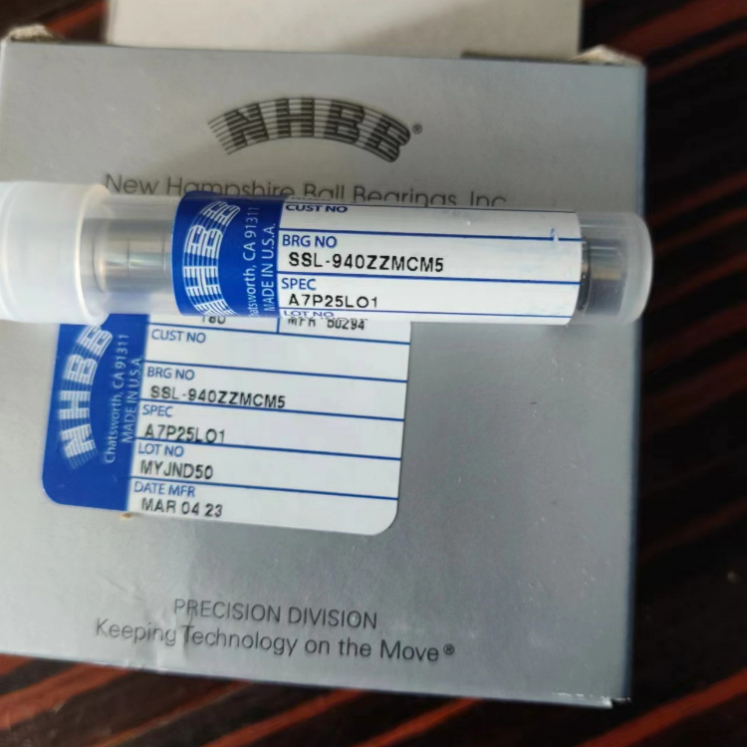 NHBB®
New Hampshire Ball Bearings, Inc.
NHBB
Chatsworth, CA 91311
MADE IN U.S.A.
CUST NO
BRG NO
SSL-940ZZMCM5
SPEC
A7P25LO1
LOT NO
NHBB
Chatsworth, CA 91311
MADE IN U.S.A.
CUST NO
BRG NO
SSL-940ZZMCM5
SPEC
A7P25LO1
LOT NO
MYJND50
DATE MFR
MAR 04 23
PRECISION DIVISION
Keeping Technology on the Move®